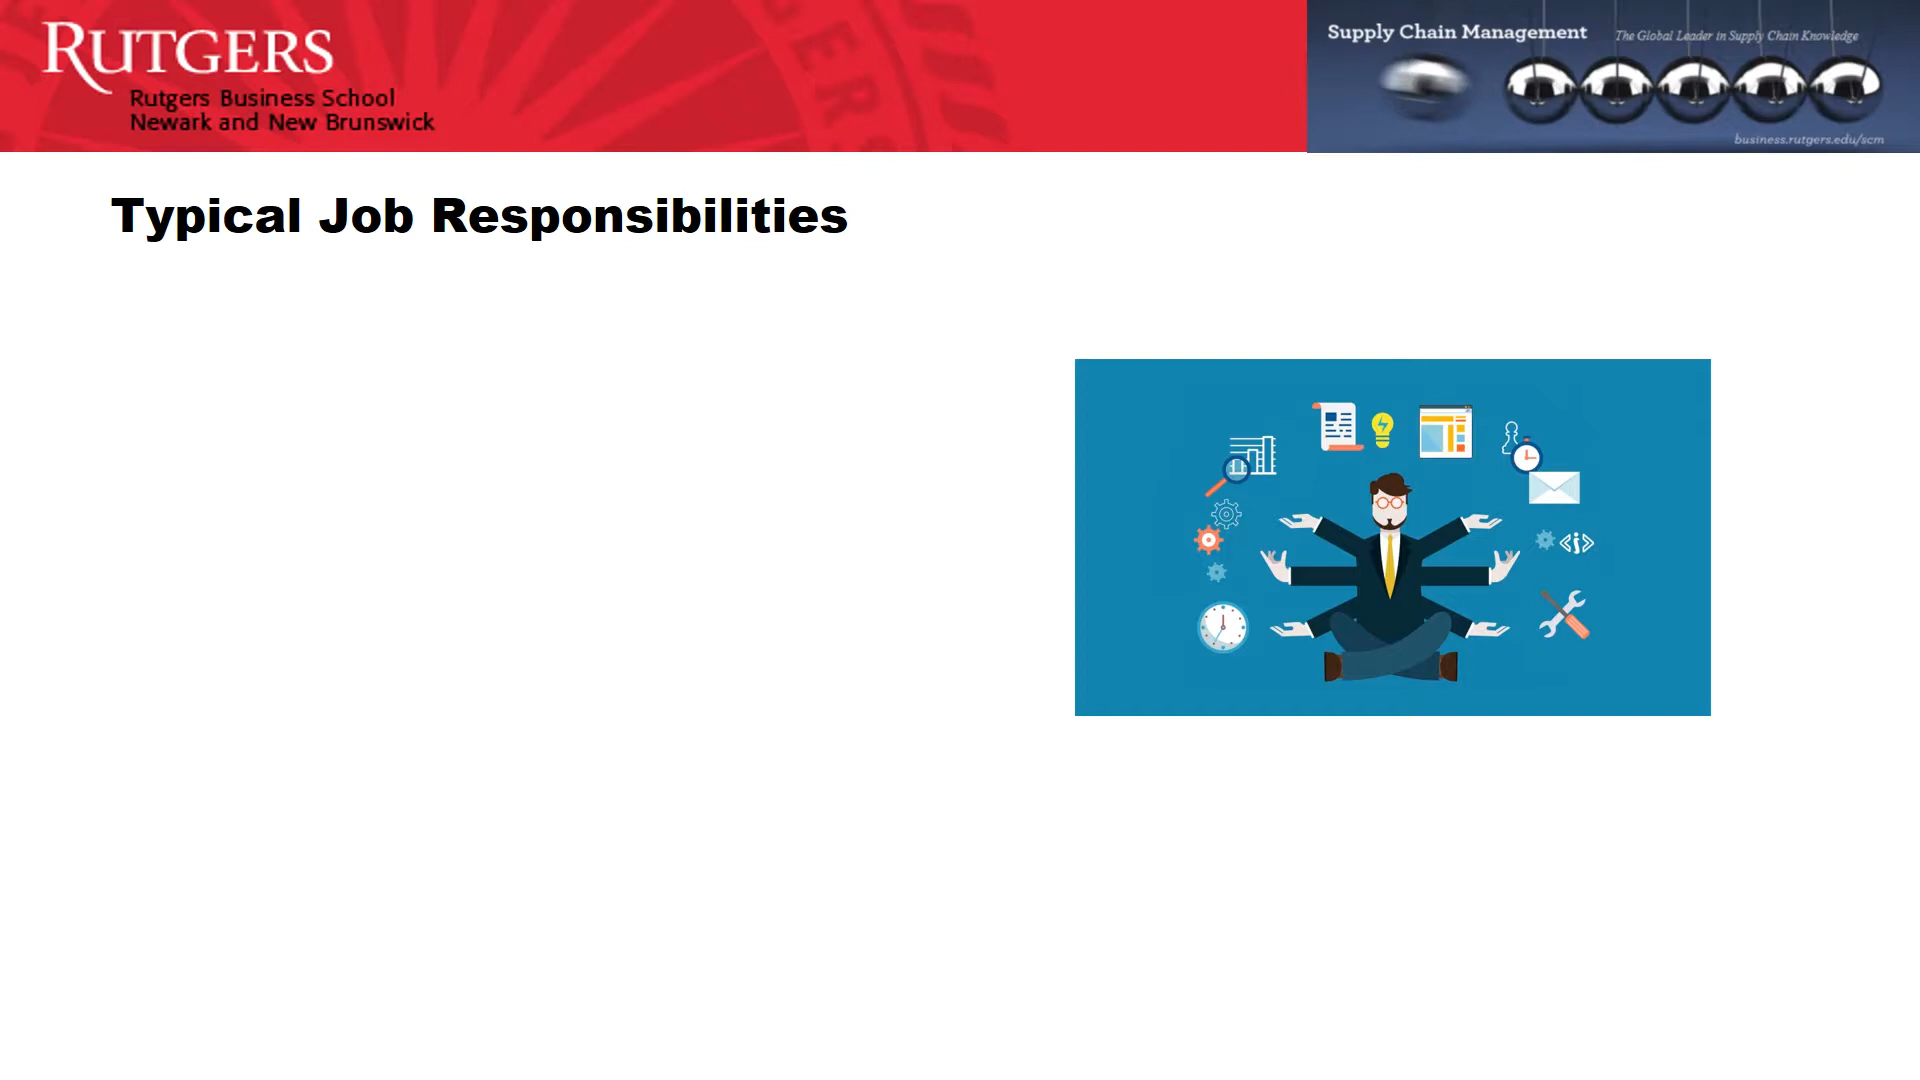 RUTGERS
Rutgers Business School
Newark and New Brunswick
Supply Chain Management The Global Leader in Supply Chain Knowledge
business.rutgers.edu/scm
Typical Job Responsibilities